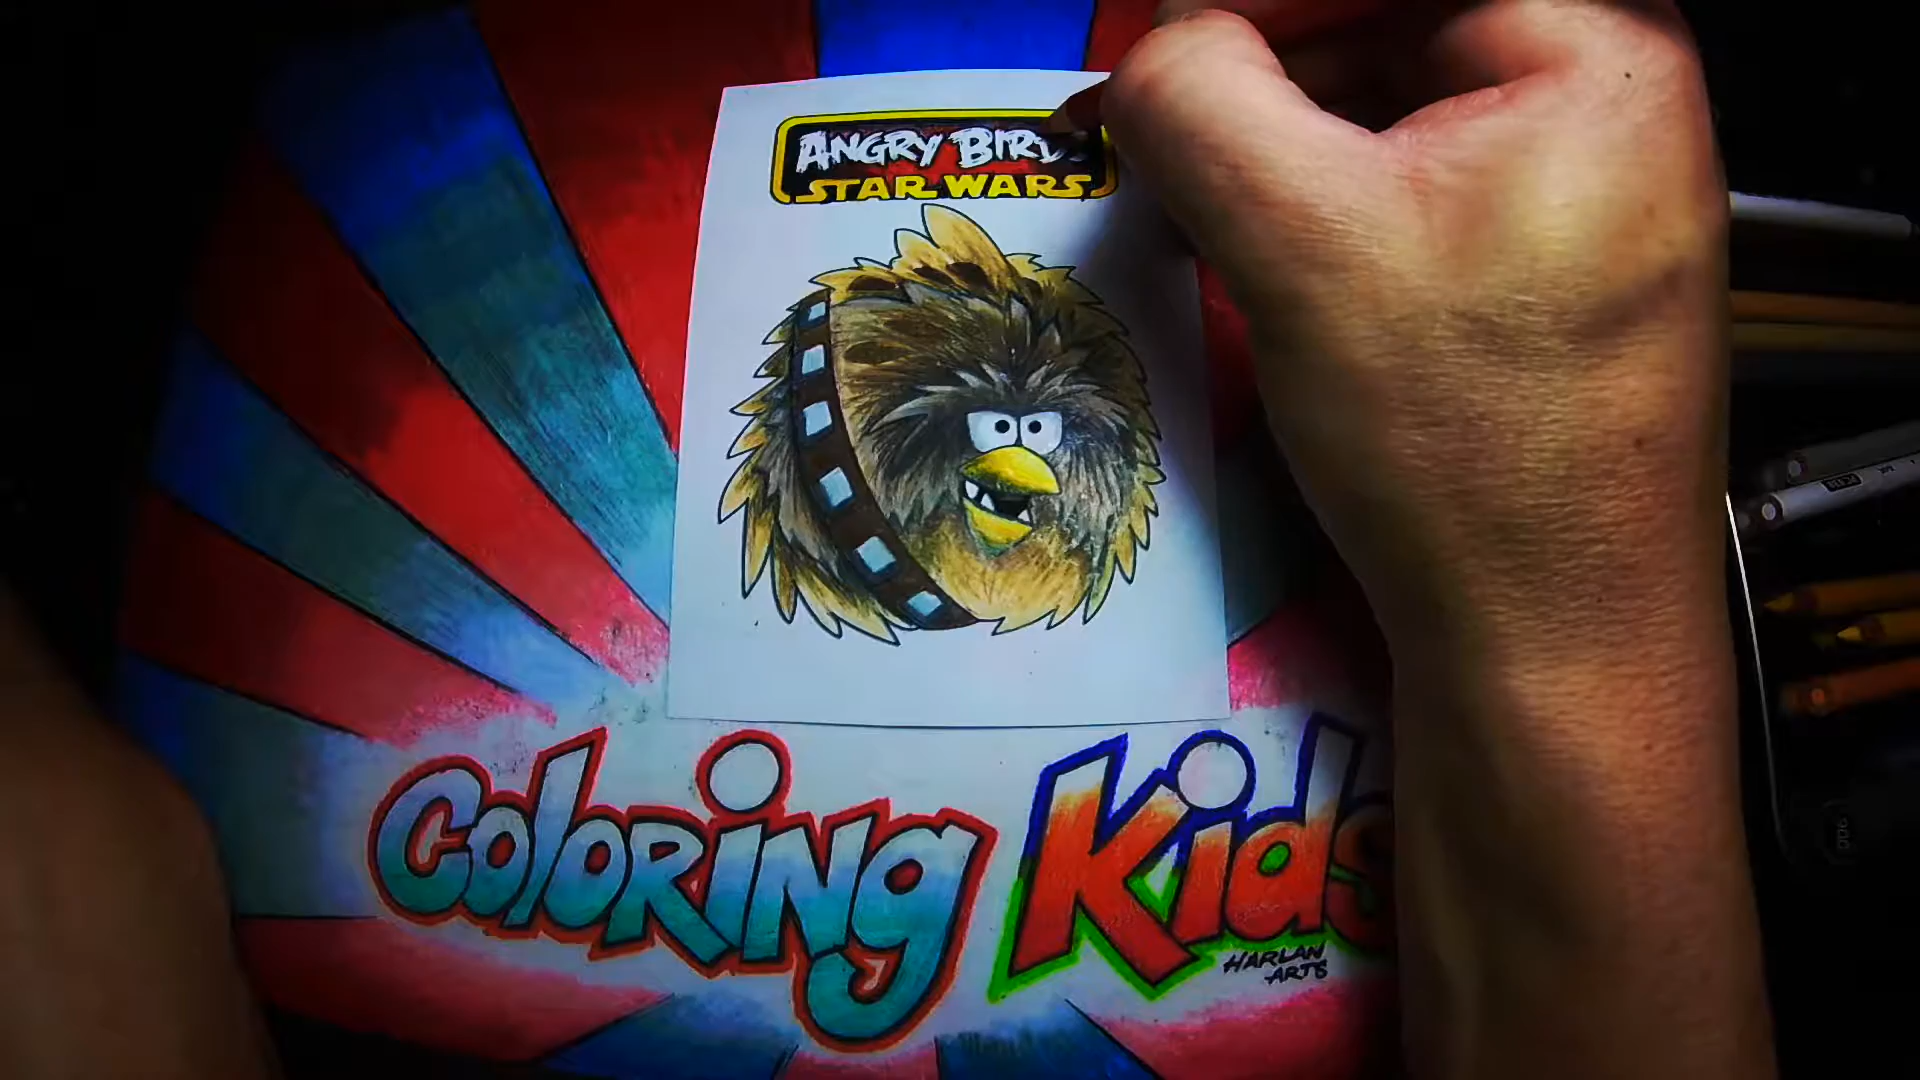 ANGRY BIRDS
STAR WARS
Coloring Kids
HARLAN
ARTS